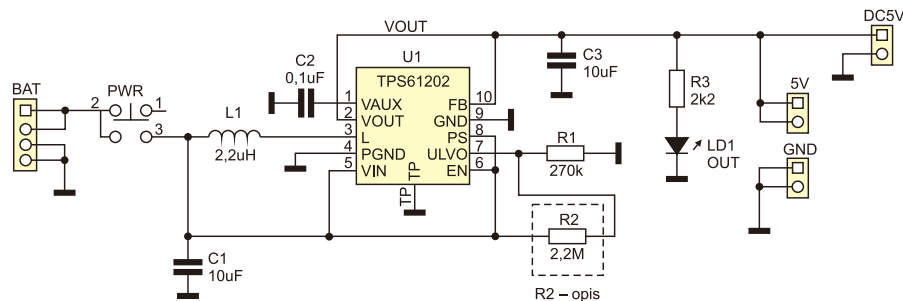 DC5V
VOUT
C2
0,1uF
U1
TPS61202
C3
10uF
BAT
PWR
2
1
3
L1
2,2uH
1
VAUX
2
VOUT
3
L
4
PGND
5
VIN
FB
10
GND
9
PS
8
ULVO
7
EN
6
TP
TP
R1
270k
R3
2k2
LD1
OUT
5V
GND
C1
10uF
R2
2,2M
R2 – opis